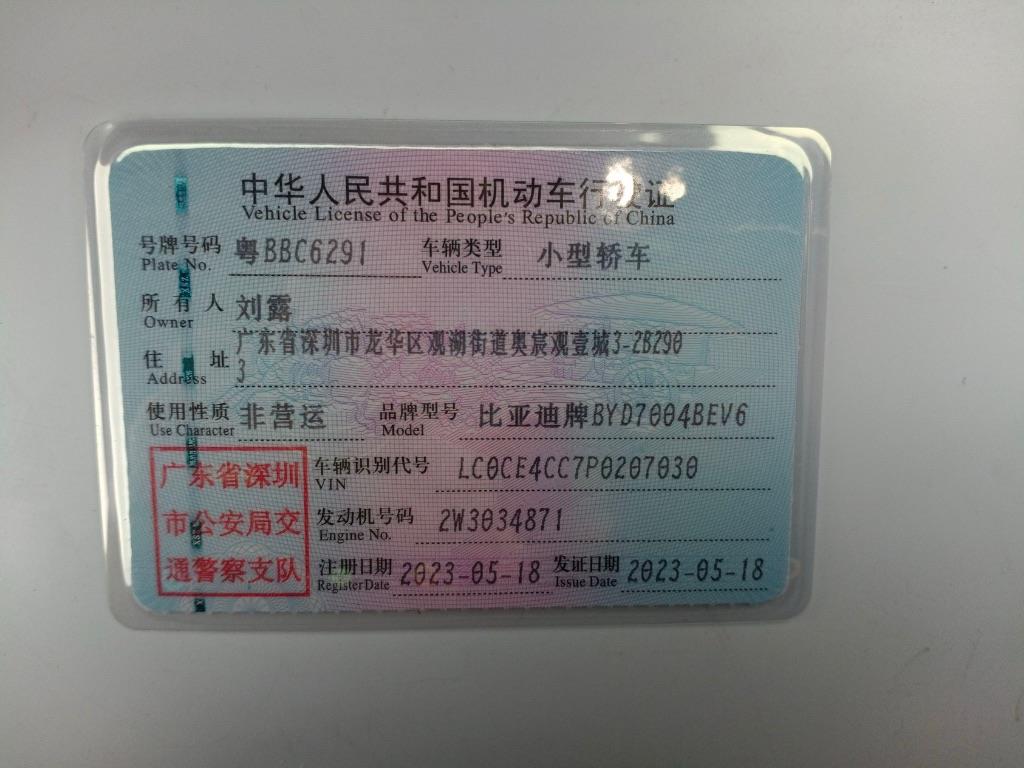 中华人民共和国机动车行驶证
Vehicle License of the People's Republic of China
号牌号码 粤BBC6291 车辆类型 小型轿车
Plate No. Vehicle Type
所有人 刘露
Owner
广东省深圳市龙华区观湖街道奥宸观壹城3-2B290
住址 3
Address
使用性质 非营运 品牌型号 比亚迪牌BYD7004BEV6
Use Character Model
广东省深圳 车辆识别代号 LC0CE4CC7P0207030
VIN
市公安局交 发动机号码 2W3034871
Engine No.
通警察支队 注册日期 2023-05-18 发证日期 2023-05-18
Register Date Issue Date